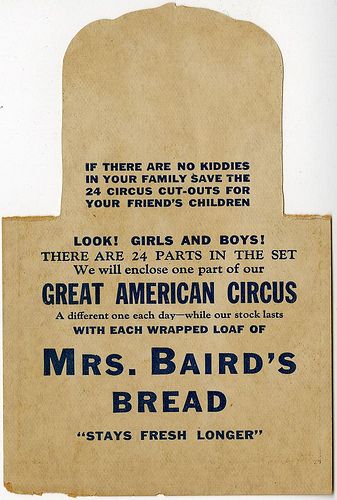 IF THERE ARE NO KIDDIES
IN YOUR FAMILY SAVE THE
24 CIRCUS CUT-OUTS FOR
YOUR FRIEND'S CHILDREN
LOOK! GIRLS AND BOYS!
THERE ARE 24 PARTS IN THE SET
We will enclose one part of our
GREAT AMERICAN CIRCUS
A different one each day—while our stock lasts
WITH EACH WRAPPED LOAF OF
MRS. BAIRD'S
BREAD
"STAYS FRESH LONGER"